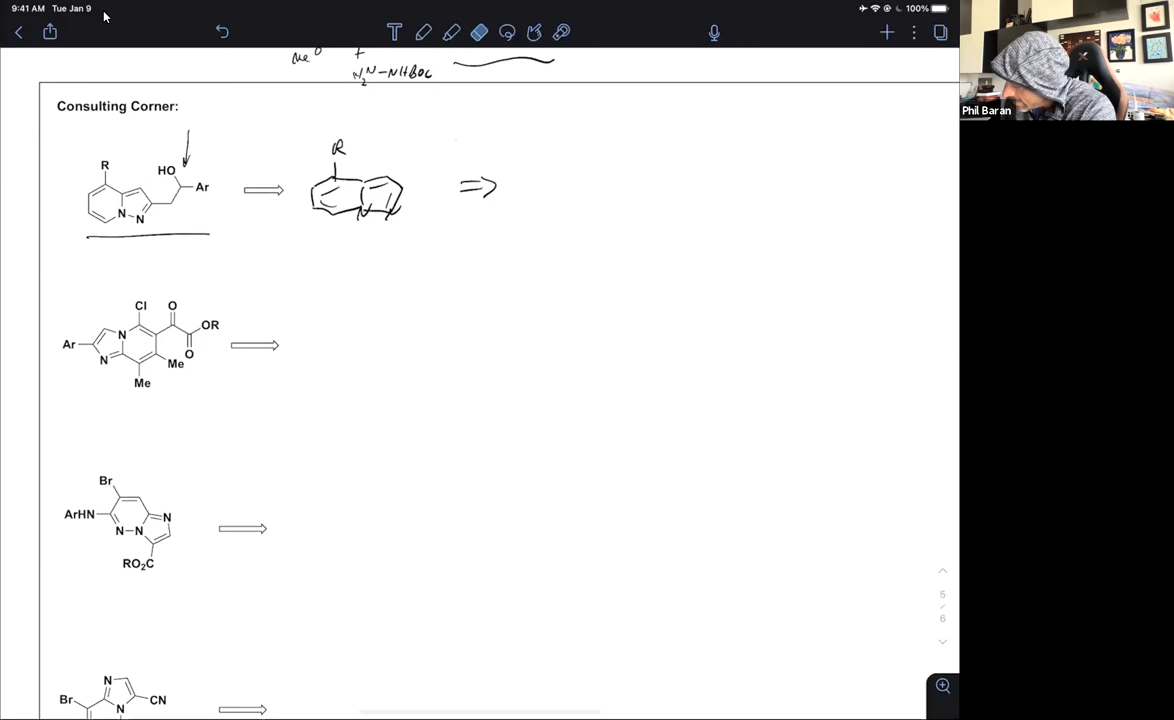 9:41 AM Tue Jan 9
100%
Me
+
N-NHBOC
Phil Baran
Consulting Corner:
R
HO
Ar
N
N
R
N
N
Cl
O
OR
O
Ar
N
N
Me
Me
Br
ArHN
N
N
N
RO2C
5
6
N
Br
CN
N